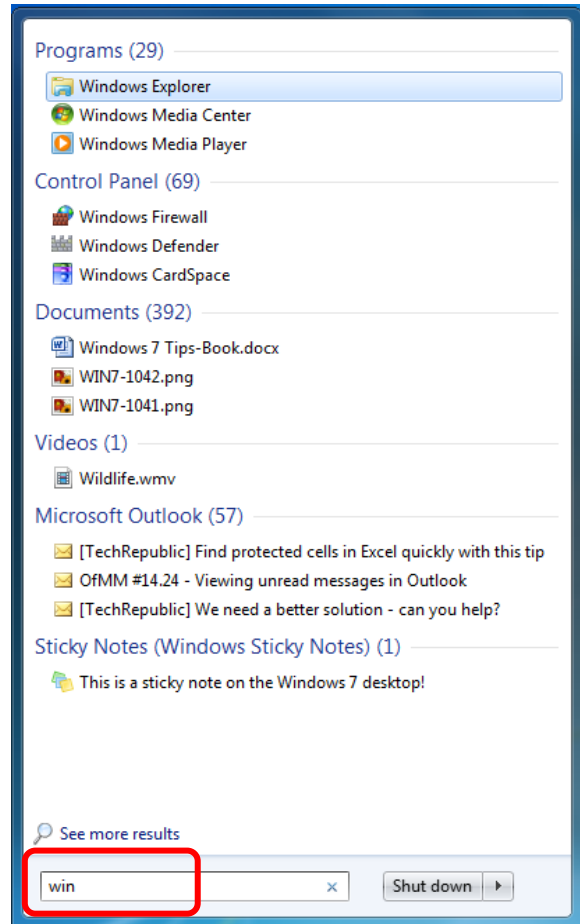 Programs (29)
Windows Explorer
Windows Media Center
Windows Media Player
Control Panel (69)
Windows Firewall
Windows Defender
Windows CardSpace
Documents (392)
Windows 7 Tips-Book.docx
WIN7-1042.png
WIN7-1041.png
Videos (1)
Wildlife.wmv
Microsoft Outlook (57)
[TechRepublic] Find protected cells in Excel quickly with this tip
OfMM #14.24 - Viewing unread messages in Outlook
[TechRepublic] We need a better solution - can you help?
Sticky Notes (Windows Sticky Notes) (1)
This is a sticky note on the Windows 7 desktop!
See more results
win Shut down